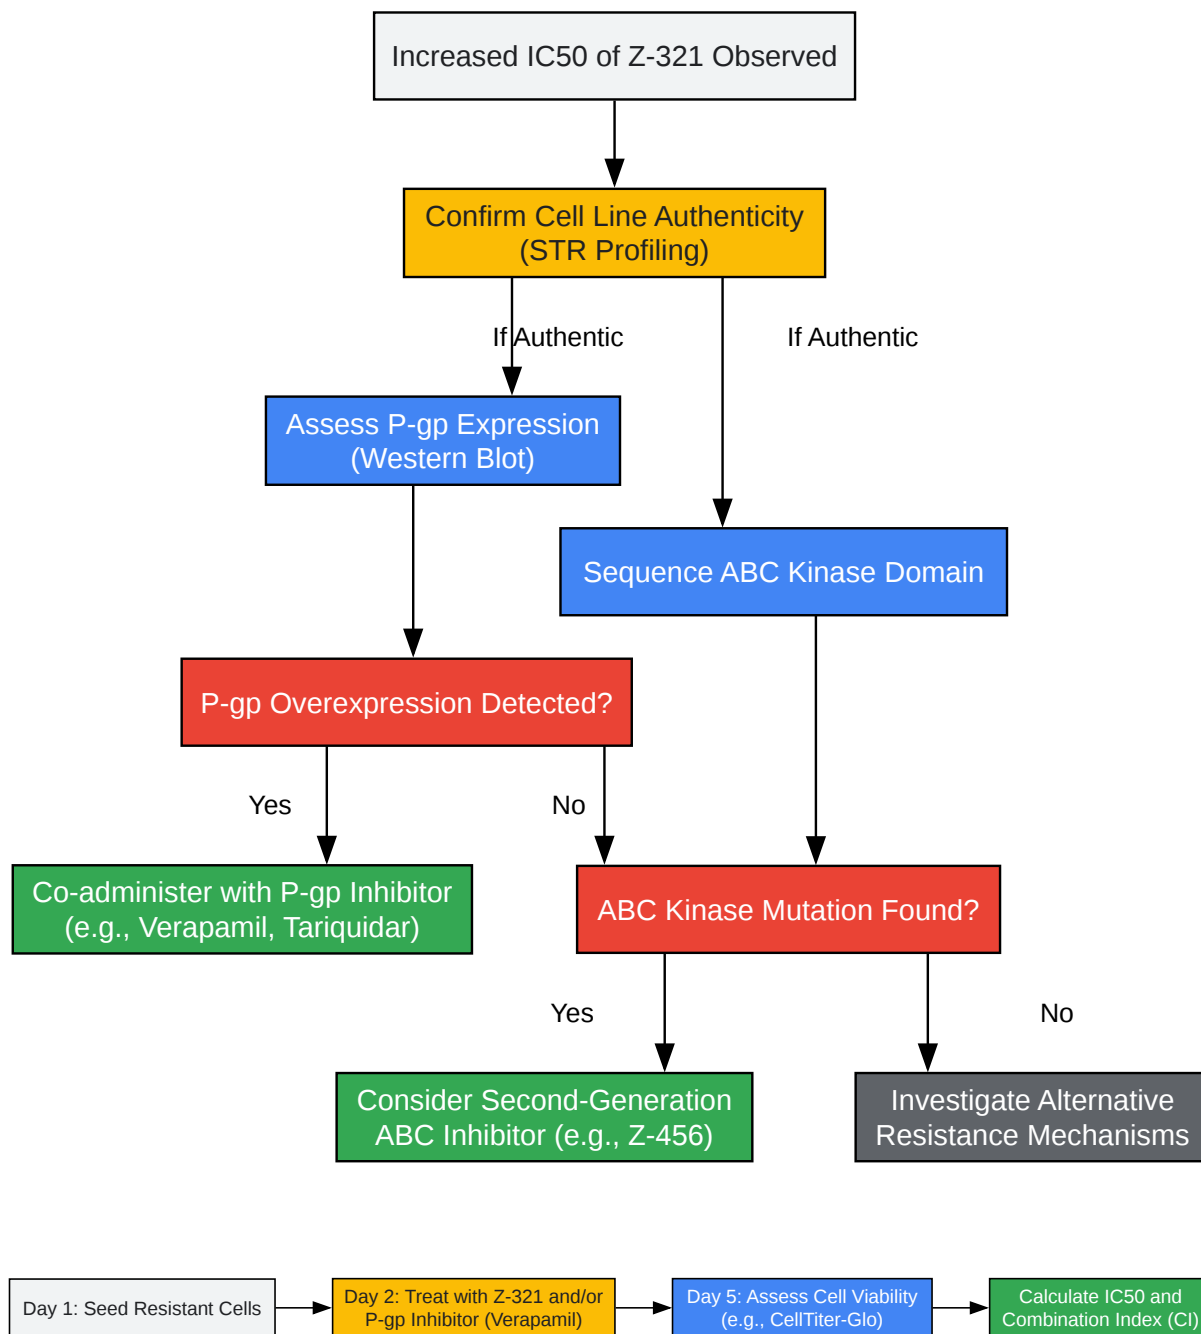 Increased IC50 of Z-321 Observed
Confirm Cell Line Authenticity
(STR Profiling)
If Authentic
If Authentic
Assess P-gp Expression
(Western Blot)
Sequence ABC Kinase Domain
P-gp Overexpression Detected?
Yes
No
Co-administer with P-gp Inhibitor
(e.g., Verapamil, Tariquidar)
ABC Kinase Mutation Found?
Yes
No
Consider Second-Generation
ABC Inhibitor (e.g., Z-456)
Investigate Alternative
Resistance Mechanisms
Day 1: Seed Resistant Cells
Day 2: Treat with Z-321 and/or
P-gp Inhibitor (Verapamil)
Day 5: Assess Cell Viability
(e.g., CellTiter-Glo)
Calculate IC50 and
Combination Index (CI)